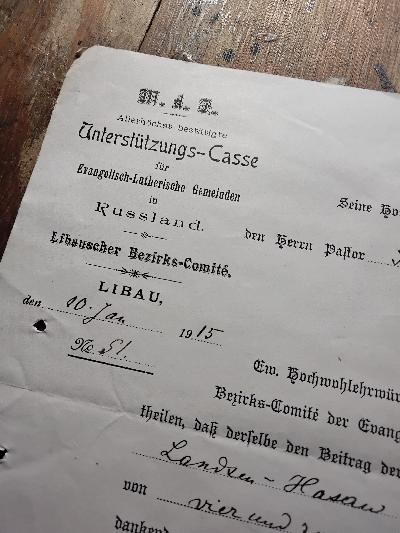 Allerhöchst bestätigte
Unterstützungs-Casse
für
Evangelisch-Lutherische Gemeinden
in
Russland.
Libauscher Bezirks-Comité.
LIBAU,
den 10 Jan 1915
No. 51.
Seine
den Herrn Pastor
Ew. Hochwohlehrwür
Bezirks-Comité der Evang
theilen, daß derselbe den Beitrag der
Landsen-Hasau
von vier und
dankend